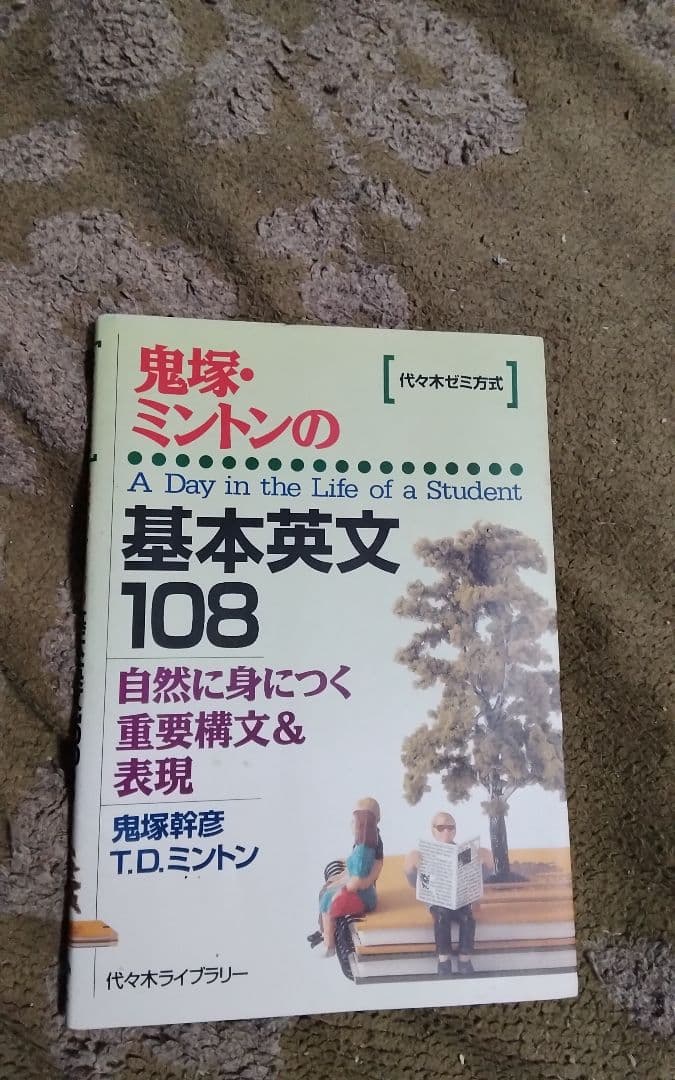 鬼塚・
ミントンの
[代々木ゼミ方式]
A Day in the Life of a Student
基本英文
108
自然に身につく
重要構文&
表現
鬼塚幹彦
T.D.ミントン
代々木ライブラリー